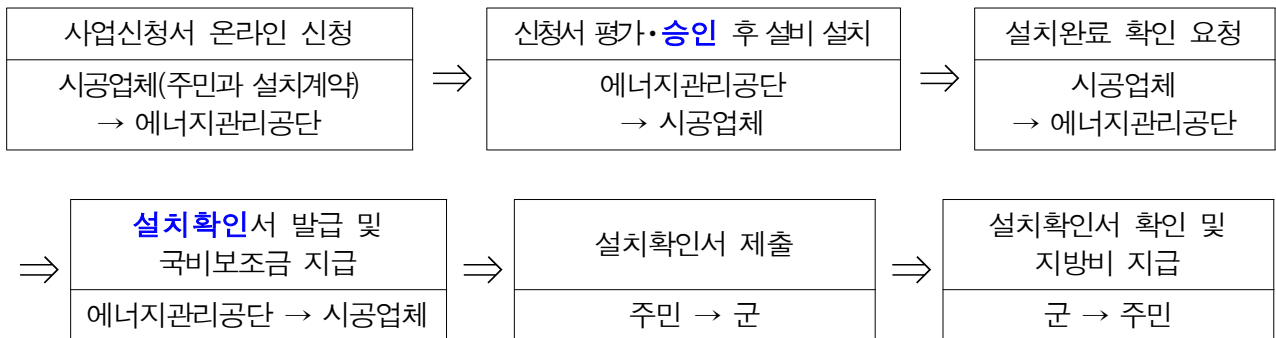 사업신청서 온라인 신청
시공업체(주민과 설치계약)
→ 에너지관리공단
⇒
신청서 평가·승인 후 설비 설치
에너지관리공단
→ 시공업체
⇒
설치완료 확인 요청
시공업체
→ 에너지관리공단
⇒
설치확인서 발급 및
국비보조금 지급
에너지관리공단 → 시공업체
⇒
설치확인서 제출
주민 → 군
⇒
설치확인서 확인 및
지방비 지급
군 → 주민